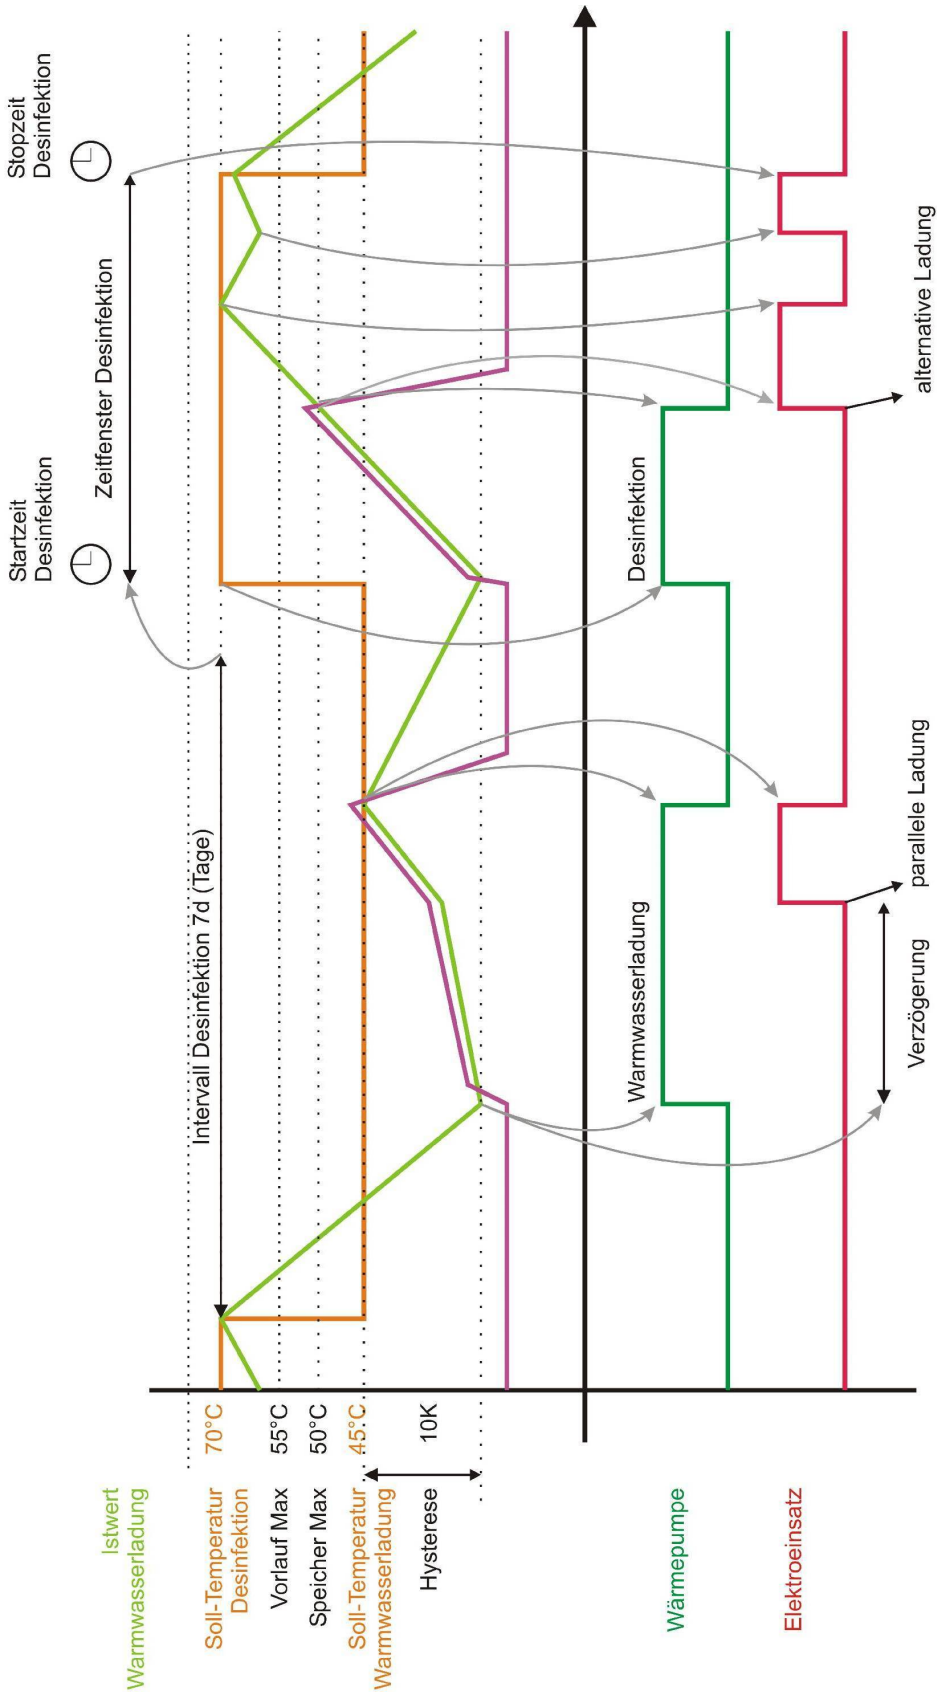 Startzeit
Desinfektion
Stopzeit
Desinfektion
Zeitfenster Desinfektion
Intervall Desinfektion 7d (Tage)
Istwert
Warmwasserladung
Soll-Temperatur
Desinfektion
70°C
Vorlauf Max
55°C
Speicher Max
50°C
Soll-Temperatur
Warmwasserladung
45°C
Hysterese
10K
Warmwasserladung
Desinfektion
Wärmepumpe
Elektroeinsatz
Verzögerung
parallele Ladung
alternative Ladung